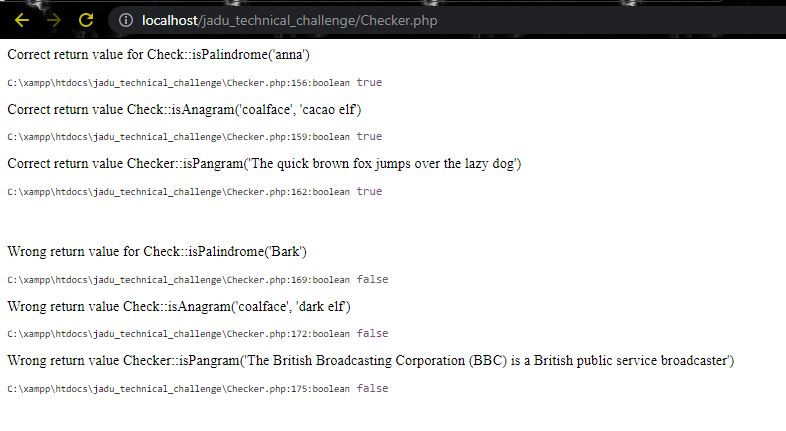 localhost/jadu_technical_challenge/Checker.php
Correct return value for Check::isPalindrome('anna')
C:\xampp\htdocs\jadu_technical_challenge\Checker.php:156:boolean true
Correct return value Check::isAnagram('coalface', 'cacao elf')
C:\xampp\htdocs\jadu_technical_challenge\Checker.php:159:boolean true
Correct return value Checker::isPangram('The quick brown fox jumps over the lazy dog')
C:\xampp\htdocs\jadu_technical_challenge\Checker.php:162:boolean true
Wrong return value for Check::isPalindrome('Bark')
C:\xampp\htdocs\jadu_technical_challenge\Checker.php:169:boolean false
Wrong return value Check::isAnagram('coalface', 'dark elf')
C:\xampp\htdocs\jadu_technical_challenge\Checker.php:172:boolean false
Wrong return value Checker::isPangram('The British Broadcasting Corporation (BBC) is a British public service broadcaster')
C:\xampp\htdocs\jadu_technical_challenge\Checker.php:175:boolean false